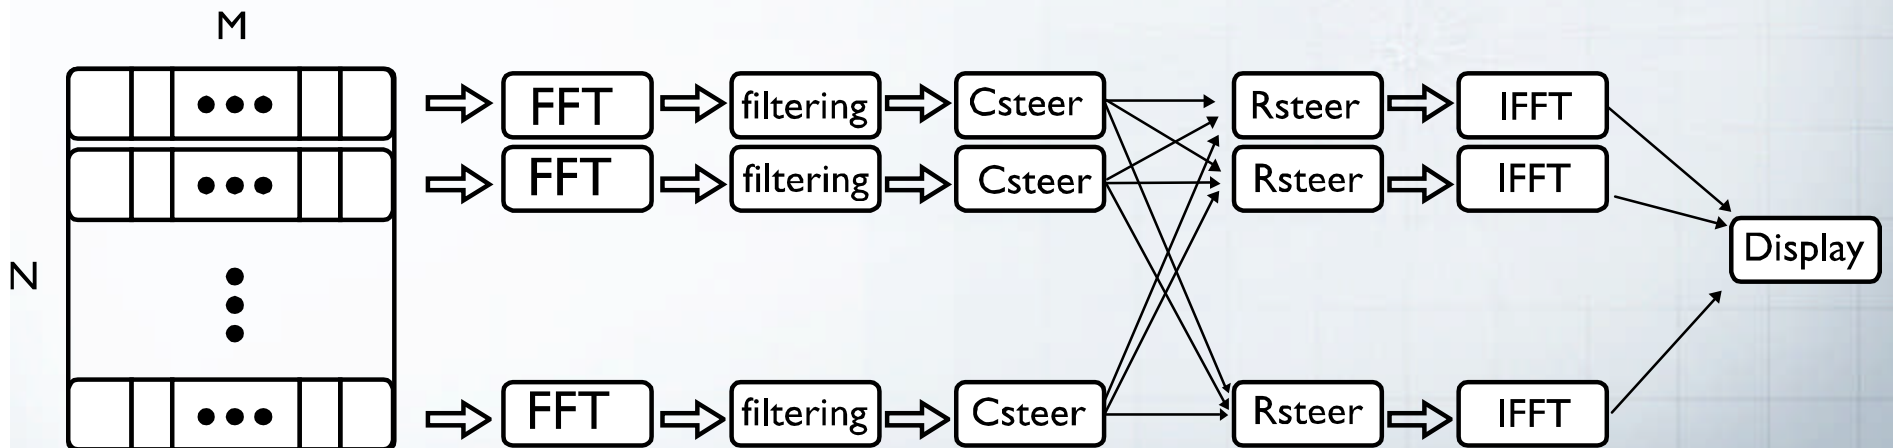 M
FFT filtering Csteer Rsteer IFFT
FFT filtering Csteer Rsteer IFFT
Display
N
FFT filtering Csteer Rsteer IFFT